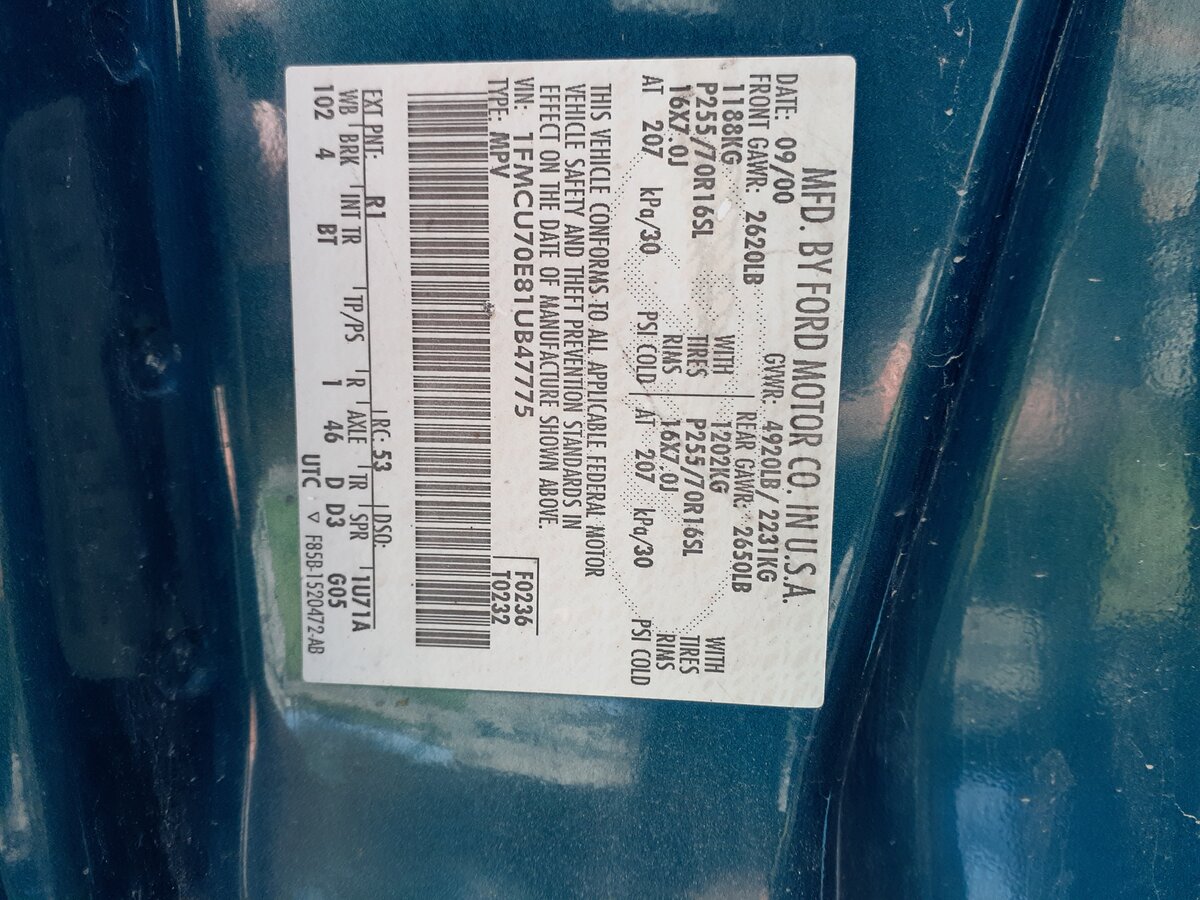 MFD. BY FORD MOTOR CO. IN U.S.A.
DATE: 09/00 GVWR: 4920LB/ 2231KG
FRONT GAWR: 2620LB REAR GAWR: 2650LB
1188KG WITH 1202KG WITH
P255/70R16SL TIRES P255/70R16SL TIRES
16X7.0J RIMS 16X7.0J RIMS
AT 207 kPa/30 PSI COLD AT 207 kPa/30 PSI COLD
THIS VEHICLE CONFORMS TO ALL APPLICABLE FEDERAL MOTOR
VEHICLE SAFETY AND THEFT PREVENTION STANDARDS IN
EFFECT ON THE DATE OF MANUFACTURE SHOWN ABOVE.
VIN: 1FMCU70E81UB47775 F0236
TYPE: MPV T0232
EXT PNT: R1 RC: 53 DSO:
WB BRK INT TR TP/PS R AXLE TR SPR 1U71A
102 4 BT 1 46 D D3 G05
UTC ▽ F85B-1520472-AB